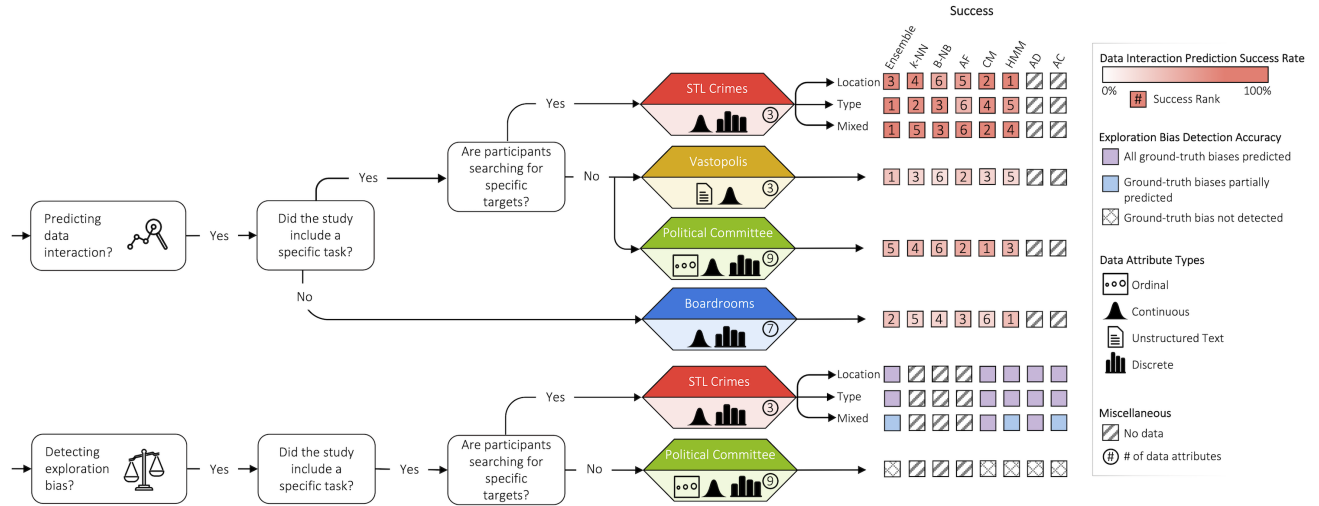 Success
Ensemble
k-NN
B-NB
AF
CM
HMM
AD
AC
Predicting
data
interaction?
Yes
Did the study
include a
specific task?
Yes
No
Are participants
searching for
specific
targets?
Yes
No
STL Crimes
3
Location
3 4 6 5 2 1
Type
1 2 3 6 4 5
Mixed
1 5 3 6 2 4
Vastopolis
3
1 3 6 2 3 5
Political Committee
9
5 4 6 2 1 3
Boardrooms
7
2 5 4 3 6 1
Detecting
exploration
bias?
Yes
Did the study
include a
specific task?
Yes
Are participants
searching for
specific
targets?
Yes
No
STL Crimes
3
Location
Type
Mixed
Political Committee
9
Data Interaction Prediction Success Rate
0% 100%
# Success Rank
Exploration Bias Detection Accuracy
All ground-truth biases predicted
Ground-truth biases partially
predicted
Ground-truth bias not detected
Data Attribute Types
Ordinal
Continuous
Unstructured Text
Discrete
Miscellaneous
No data
# # of data attributes